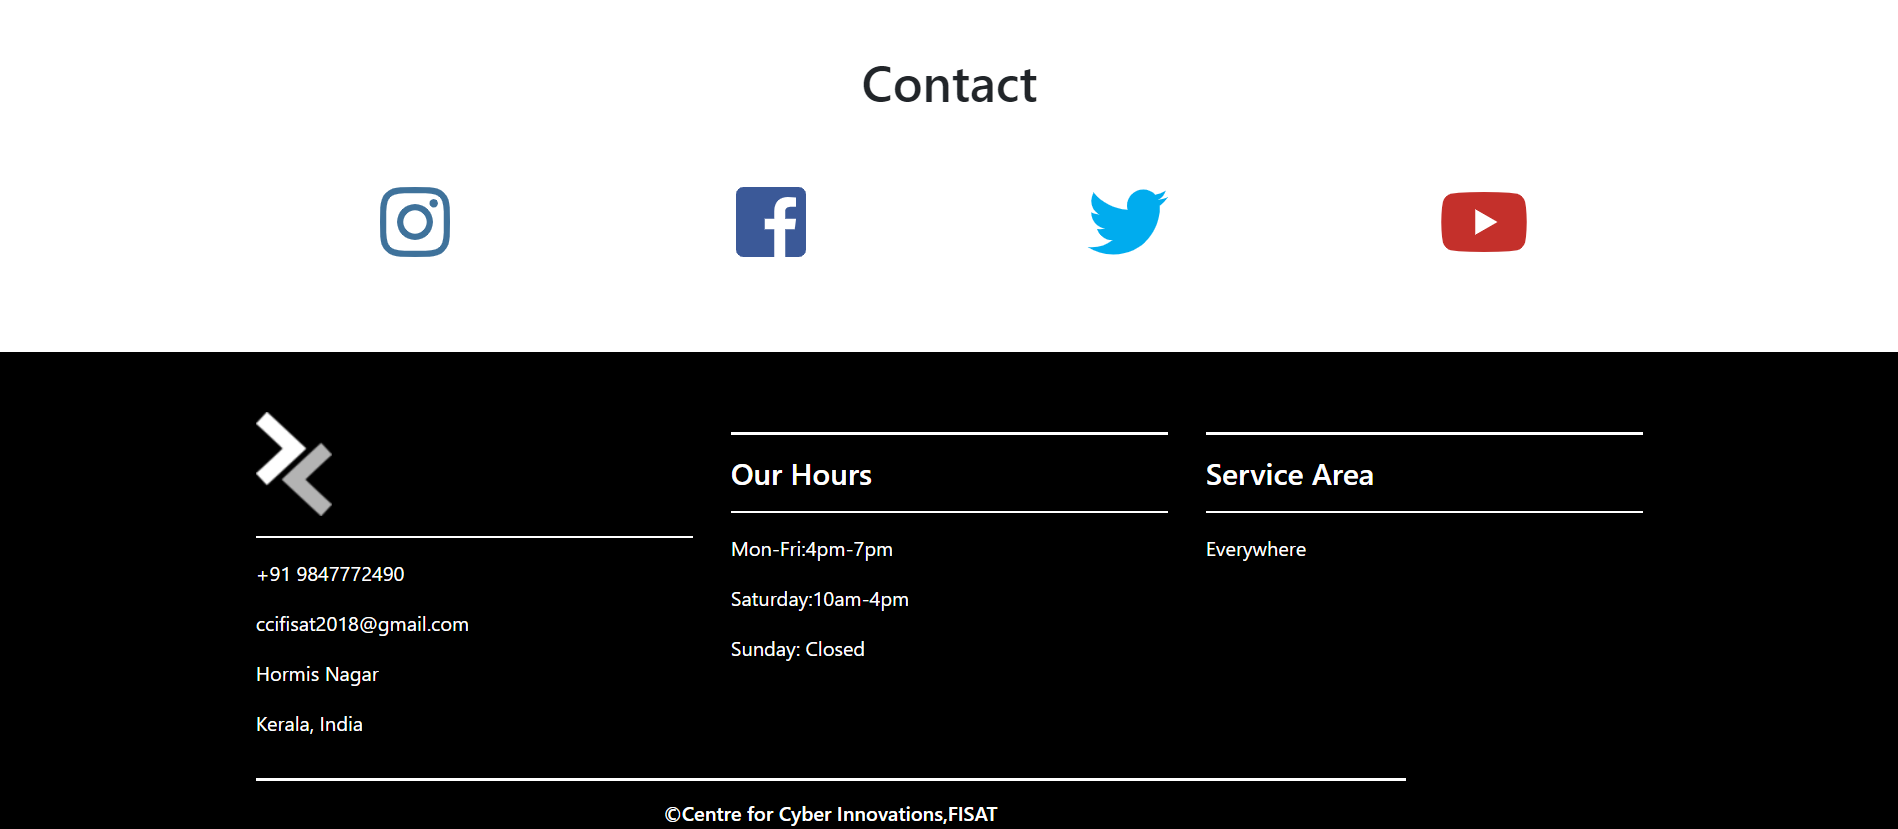 Contact
+91 9847772490
ccifisat2018@gmail.com
Hormis Nagar
Kerala, India
Our Hours
Mon-Fri:4pm-7pm
Saturday:10am-4pm
Sunday: Closed
Service Area
Everywhere
©Centre for Cyber Innovations,FISAT